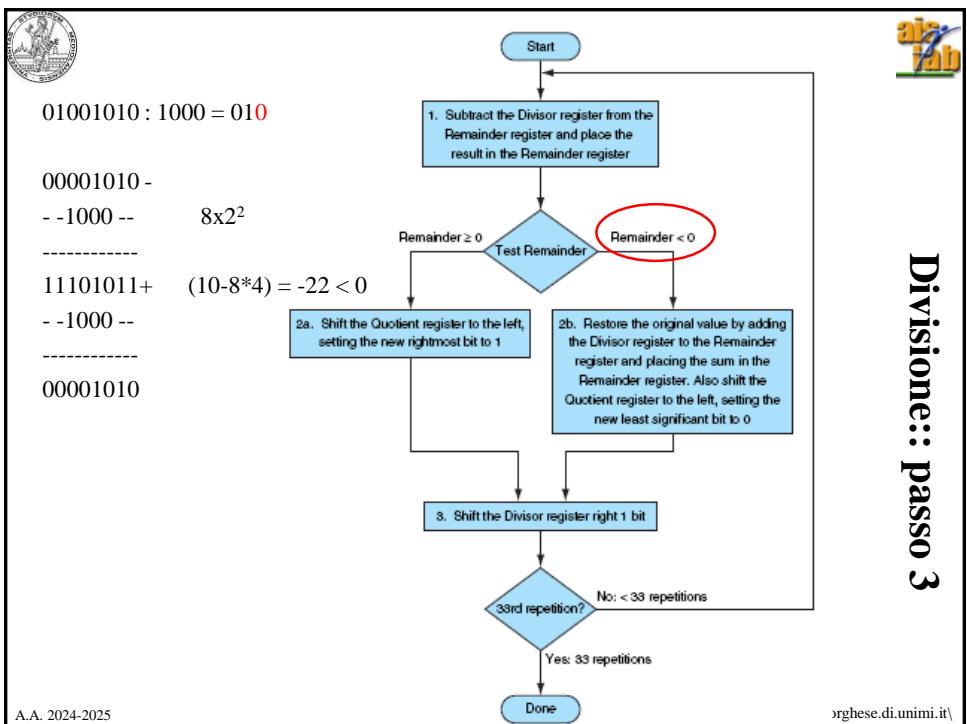 Start
01001010 : 1000 = 010
00001010 -
- -1000 -- 8x2²
------------
11101011+ (10-8*4) = -22 < 0
- -1000 --
------------
00001010
1. Subtract the Divisor register from the
Remainder register and place the
result in the Remainder register
Remainder ≥ 0
Test Remainder
Remainder < 0
2a. Shift the Quotient register to the left,
setting the new rightmost bit to 1
2b. Restore the original value by adding
the Divisor register to the Remainder
register and placing the sum in the
Remainder register. Also shift the
Quotient register to the left, setting the
new least significant bit to 0
3. Shift the Divisor register right 1 bit
33rd repetition?
No: < 33 repetitions
Yes: 33 repetitions
Done
Divisione:: passo 3
A.A. 2024-2025
orghese.di.unimi.it\